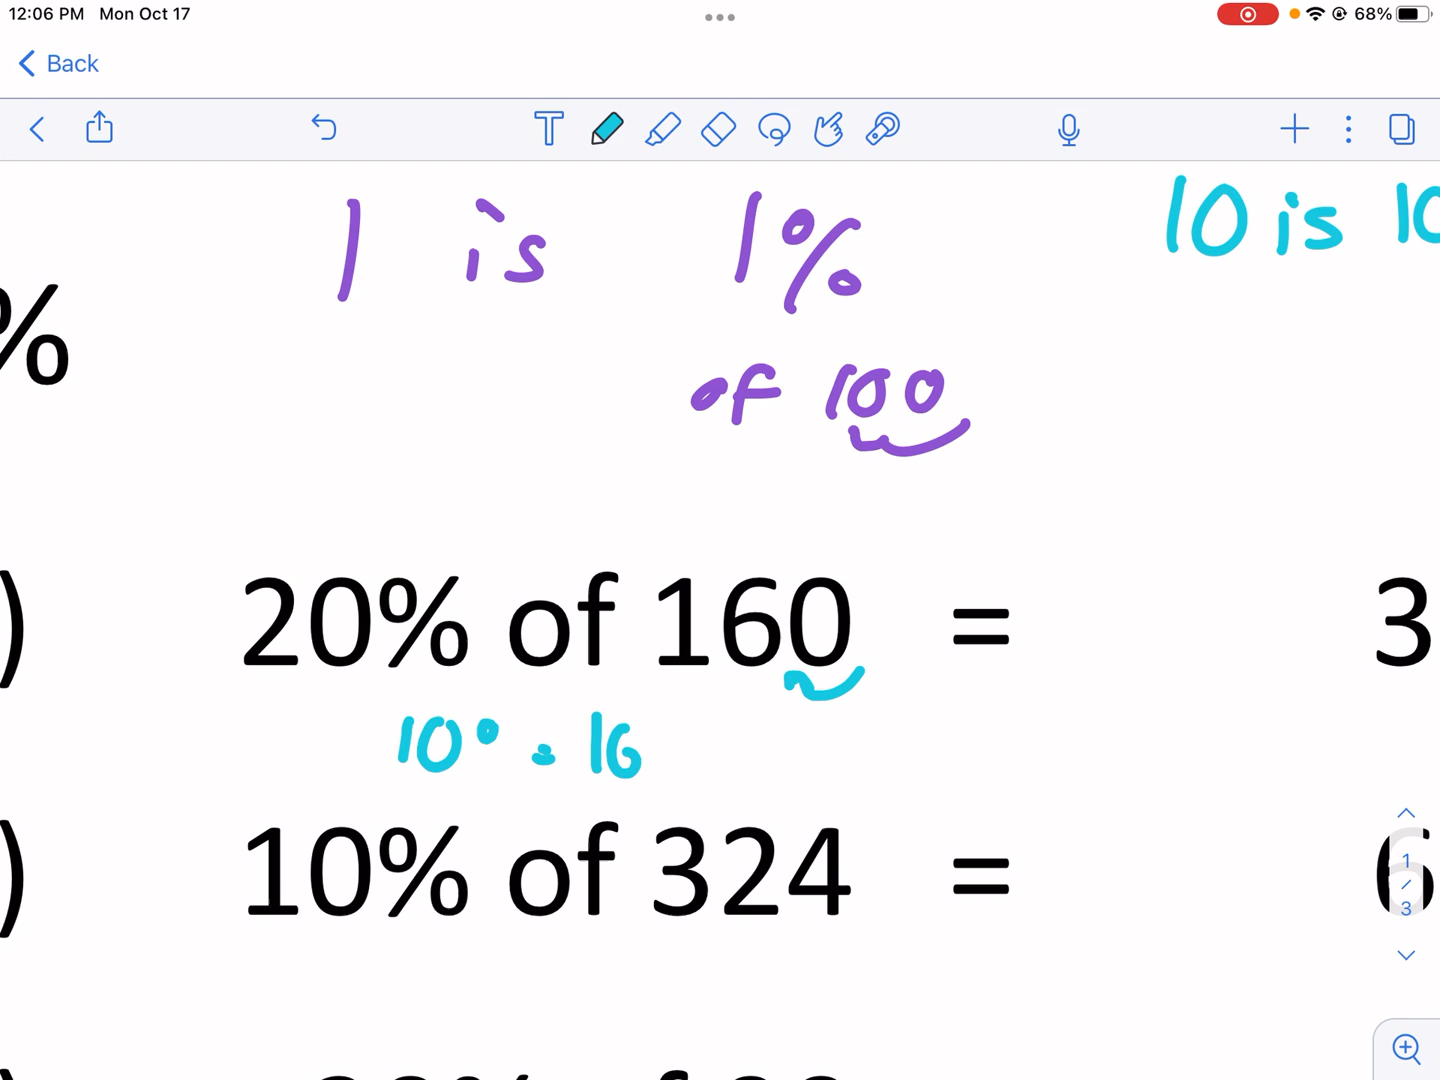 12:06 PM Mon Oct 17
68%
Back
T
1 is 1%
10 is 10
%
of 100
) 20% of 160 = 3
10° = 16
) 10% of 324 = 6
1
/
3